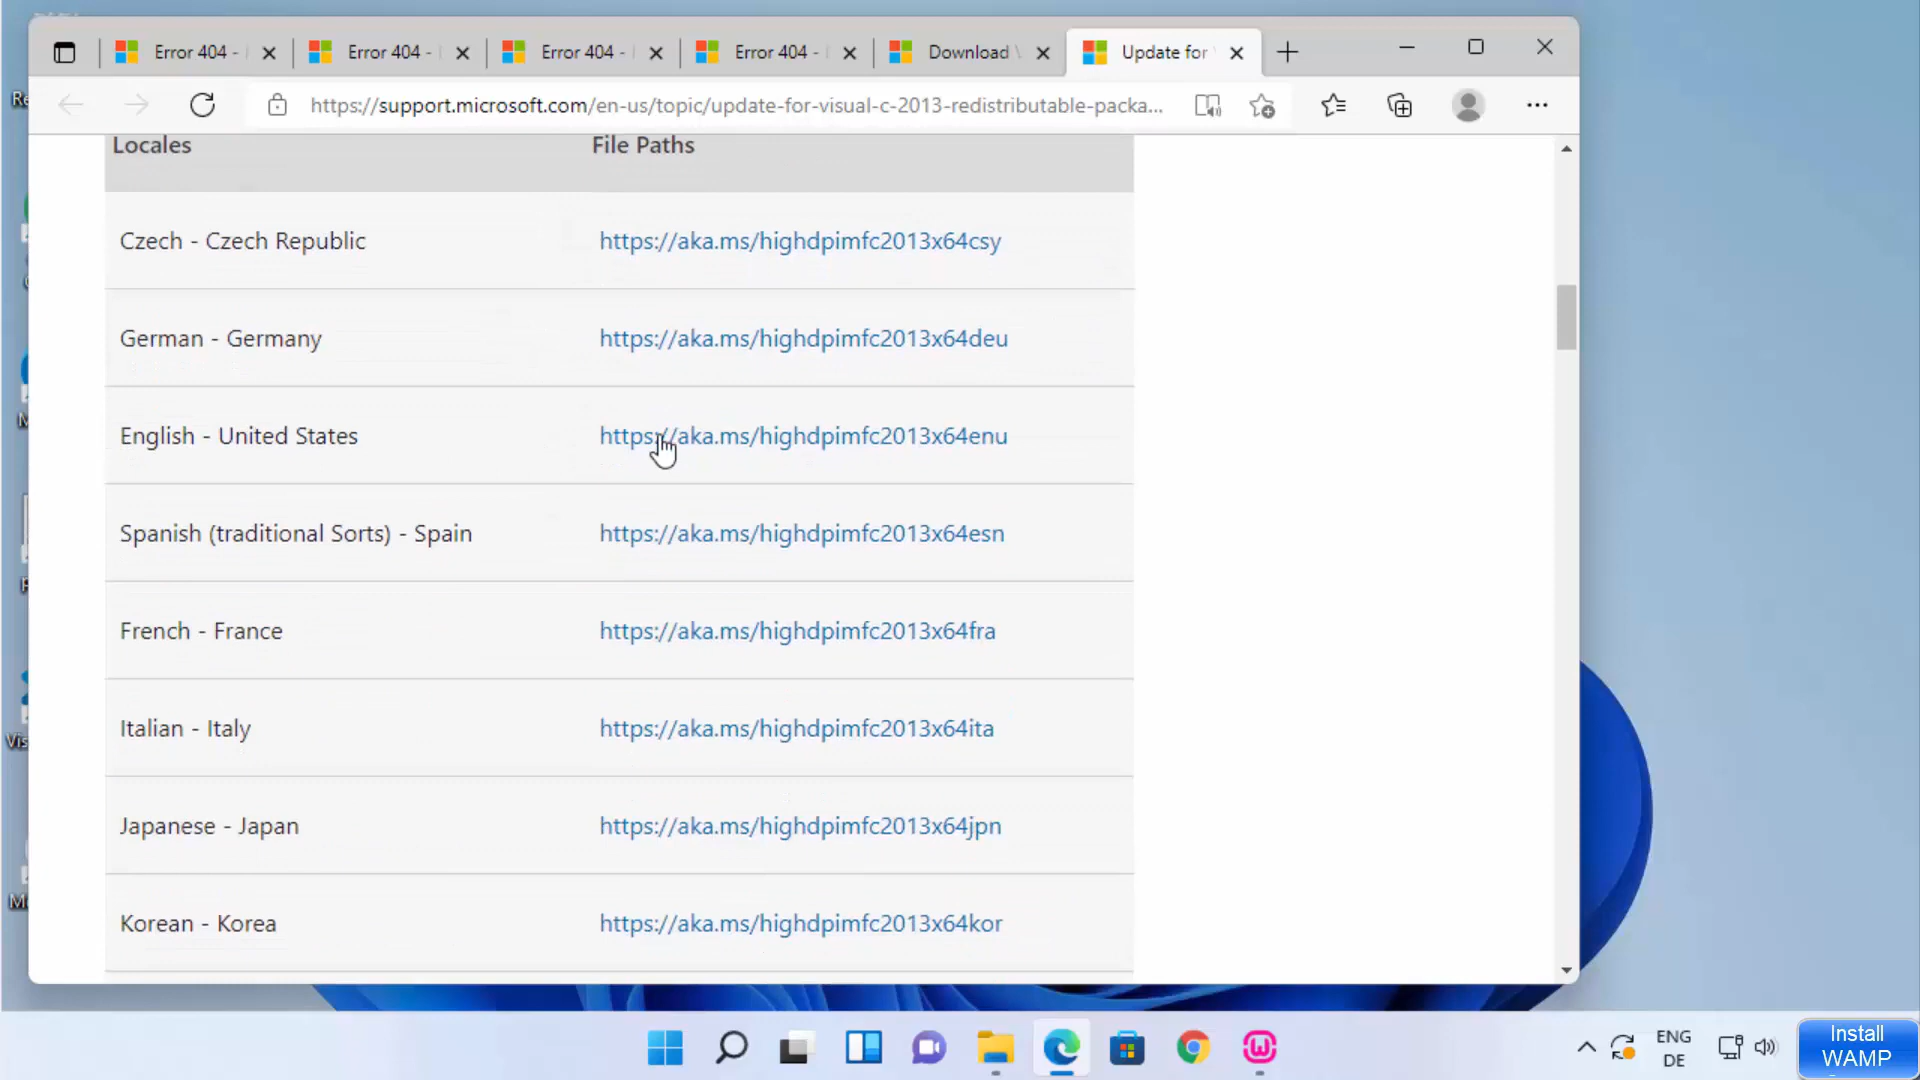 Error 404 -
Error 404 -
Error 404 -
Error 404 -
Download
Update for
https://support.microsoft.com/en-us/topic/update-for-visual-c-2013-redistributable-packa...
Locales File Paths
Czech - Czech Republic https://aka.ms/highdpimfc2013x64csy
German - Germany https://aka.ms/highdpimfc2013x64deu
English - United States https://aka.ms/highdpimfc2013x64enu
Spanish (traditional Sorts) - Spain https://aka.ms/highdpimfc2013x64esn
French - France https://aka.ms/highdpimfc2013x64fra
Italian - Italy https://aka.ms/highdpimfc2013x64ita
Japanese - Japan https://aka.ms/highdpimfc2013x64jpn
Korean - Korea https://aka.ms/highdpimfc2013x64kor
Re
Vis
ENG
DE
Install
WAMP